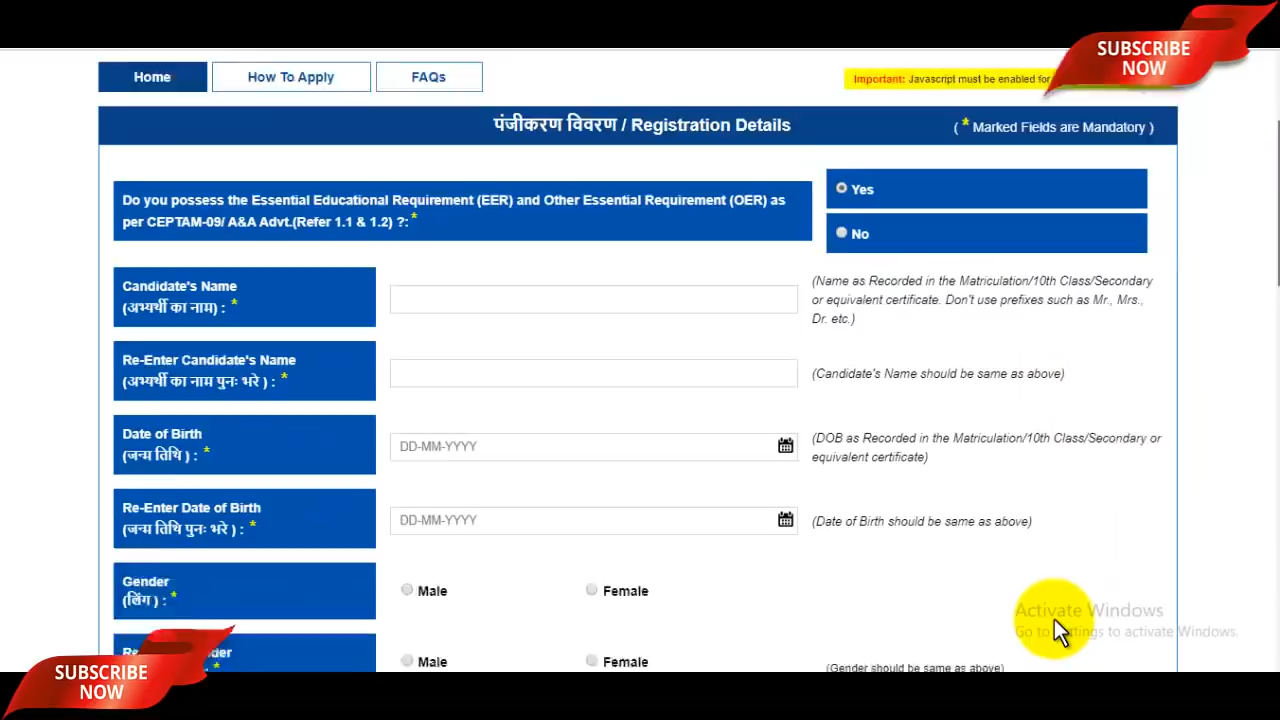 SUBSCRIBE
NOW
Home
How To Apply
FAQs
Important: Javascript must be enabled for
पंजीकरण विवरण / Registration Details
( * Marked Fields are Mandatory )
Do you possess the Essential Educational Requirement (EER) and Other Essential Requirement (OER) as
per CEPTAM-09/ A&A Advt.(Refer 1.1 & 1.2) ?: *
Yes
No
Candidate's Name
(अभ्यर्थी का नाम) : *
(Name as Recorded in the Matriculation/10th Class/Secondary
or equivalent certificate. Don't use prefixes such as Mr., Mrs.,
Dr. etc.)
Re-Enter Candidate's Name
(अभ्यर्थी का नाम पुनः भरे ) : *
(Candidate's Name should be same as above)
Date of Birth
(जन्म तिथि ) : *
DD-MM-YYYY
(DOB as Recorded in the Matriculation/10th Class/Secondary or
equivalent certificate)
Re-Enter Date of Birth
(जन्म तिथि पुनः भरे ) : *
DD-MM-YYYY
(Date of Birth should be same as above)
Gender
(लिंग ) : *
Male
Female
Activate Windows
Go to Settings to activate Windows.
Male
Female
(Gender should be same as above)
SUBSCRIBE
NOW